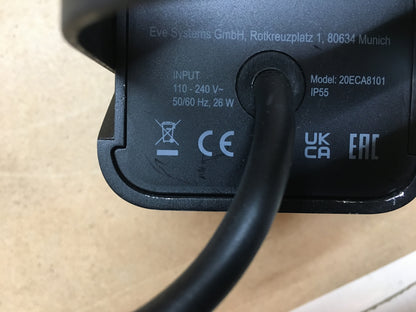 Eve Systems GmbH, Rotkreuzplatz 1, 80634 Munich
INPUT
110 - 240 V~
50/60 Hz, 26 W
Model: 20ECA8101
IP55
CE
UK
CA
EAC